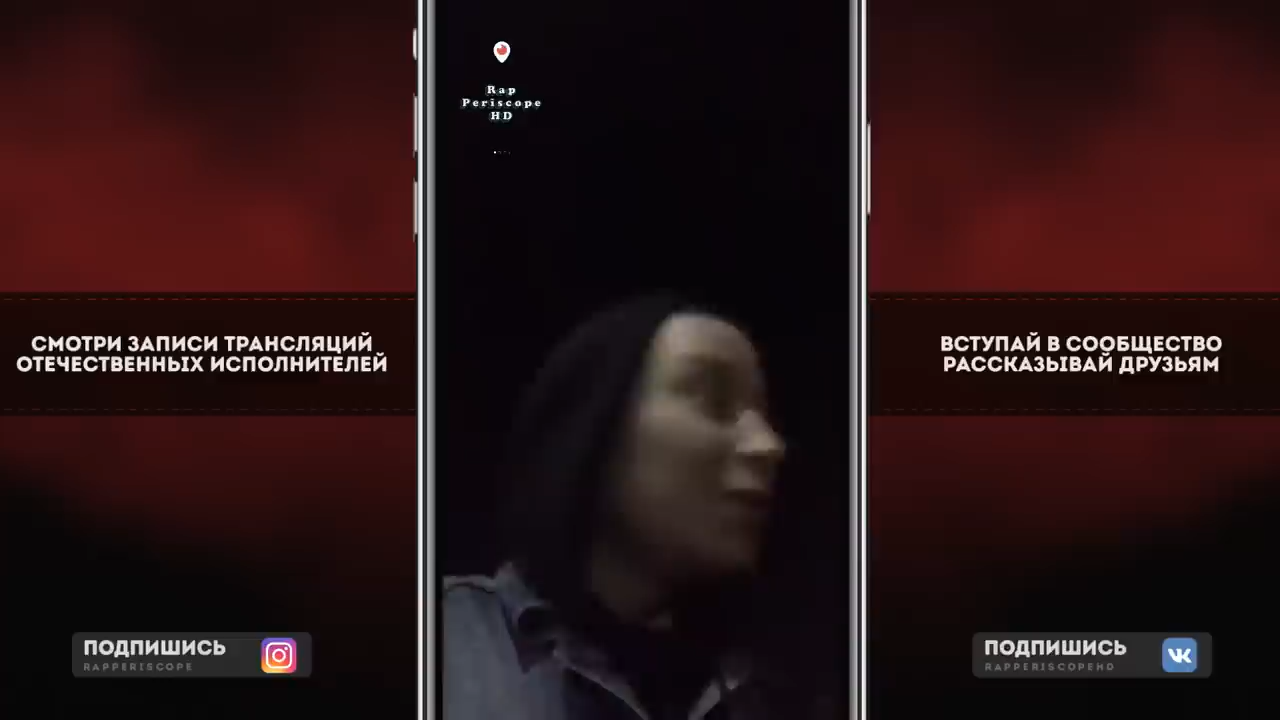 Rap
Periscope
HD
СМОТРИ ЗАПИСИ ТРАНСЛЯЦИЙ
ОТЕЧЕСТВЕННЫХ ИСПОЛНИТЕЛЕЙ
ВСТУПАЙ В СООБЩЕСТВО
РАССКАЗЫВАЙ ДРУЗЬЯМ
ПОДПИШИСЬ
RAPPERISCOPE
ПОДПИШИСЬ
RAPPERISCOPEHD